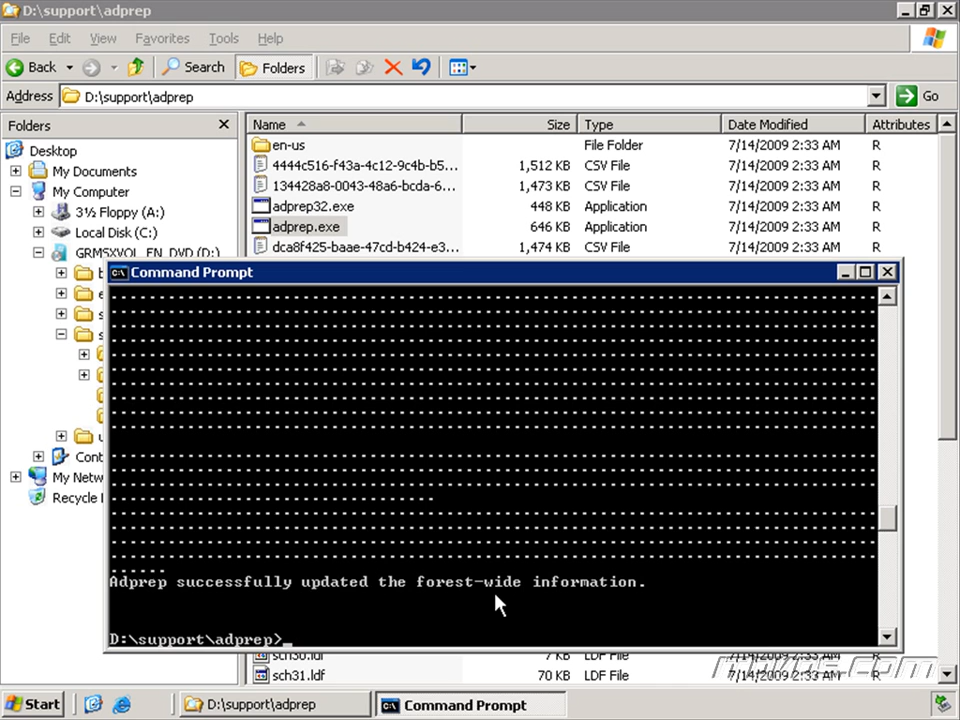 D:\support\adprep
File Edit View Favorites Tools Help
Back Search Folders
Address D:\support\adprep Go
Folders
Name Size Type Date Modified Attributes
Desktop
My Documents
My Computer
3½ Floppy (A:)
Local Disk (C:)
GRMSXVOL_EN_DVD (D:)
My Netw
Recycle
en-us File Folder 7/14/2009 2:33 AM R
4444c516-f43a-4c12-9c4b-b5... 1,512 KB CSV File 7/14/2009 2:33 AM R
134428a8-0043-48a6-bcda-6... 1,473 KB CSV File 7/14/2009 2:33 AM R
adprep32.exe 448 KB Application 7/14/2009 2:33 AM R
adprep.exe 646 KB Application 7/14/2009 2:33 AM R
dca8f425-baae-47cd-b424-e3... 1,474 KB CSV File 7/14/2009 2:33 AM R
Command Prompt
Adprep successfully updated the forest-wide information.
D:\support\adprep>_
sch30.ldf 7 KB LDF File 7/14/2009 2:33 AM R
sch31.ldf 70 KB LDF File 7/14/2009 2:33 AM R
Start D:\support\adprep Command Prompt